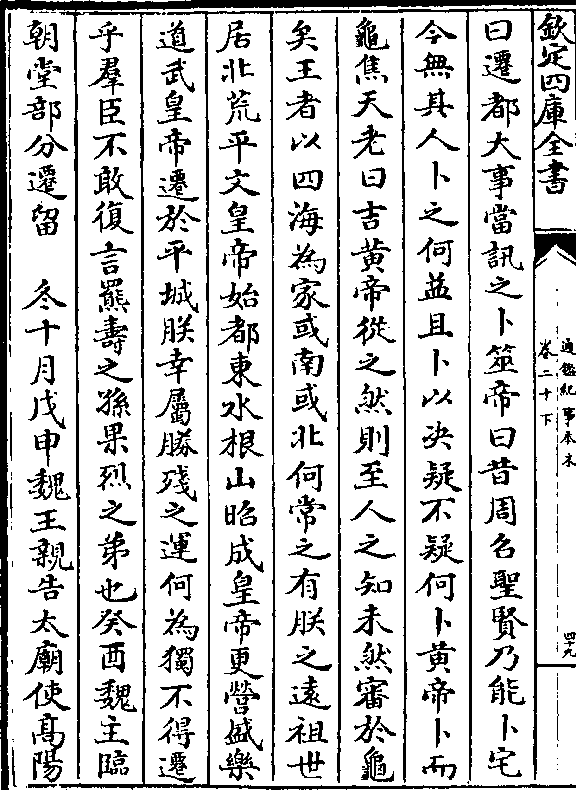 欽定四庫全書
通鑑紀事本末
卷二十下
四十九
曰遷都大事當訊之卜筮帝曰昔周召聖賢乃能卜宅
今無其人卜之何益且卜以决疑不疑何卜黄帝卜而
龜焦天老曰吉黄帝從之然則至人之知未然審於龜
矣王者以四海為家或南或北何常之有朕之遠祖世
居北荒平文皇帝始都東水根山昭成皇帝更營盛樂
道武皇帝遷於平城朕幸屬勝殘之運何為獨不得遷
乎羣臣不敢復言羆壽之孫果烈之弟也癸酉魏主臨
朝堂部分遷留　冬十月戊申魏王親告太廟使高陽